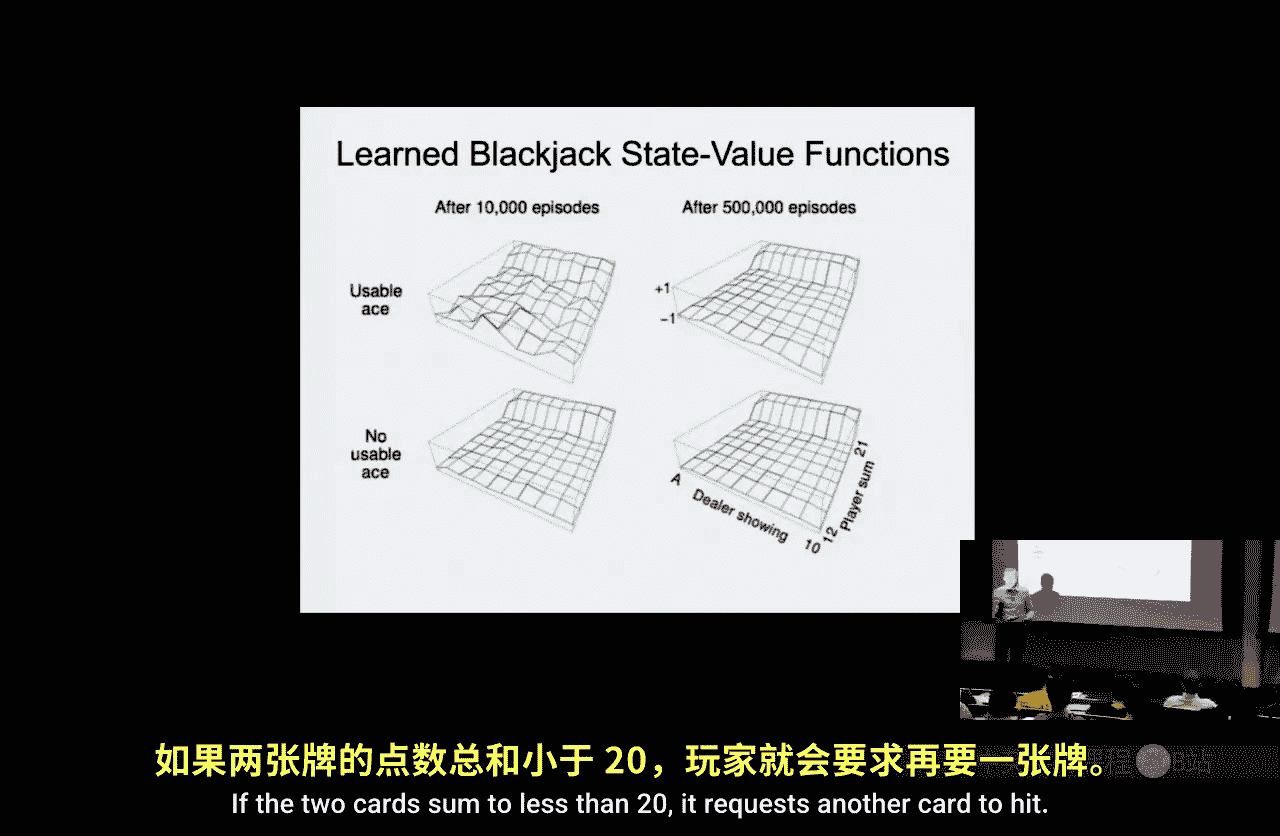 Learned Blackjack State-Value Functions
After 10,000 episodes
After 500,000 episodes
Usable
ace
+1
−1
No
usable
ace
A
Dealer showing
10
12
Player sum
21
如果两张牌的点数总和小于 20，玩家就会要求再要一张牌。
If the two cards sum to less than 20, it requests another card to hit.